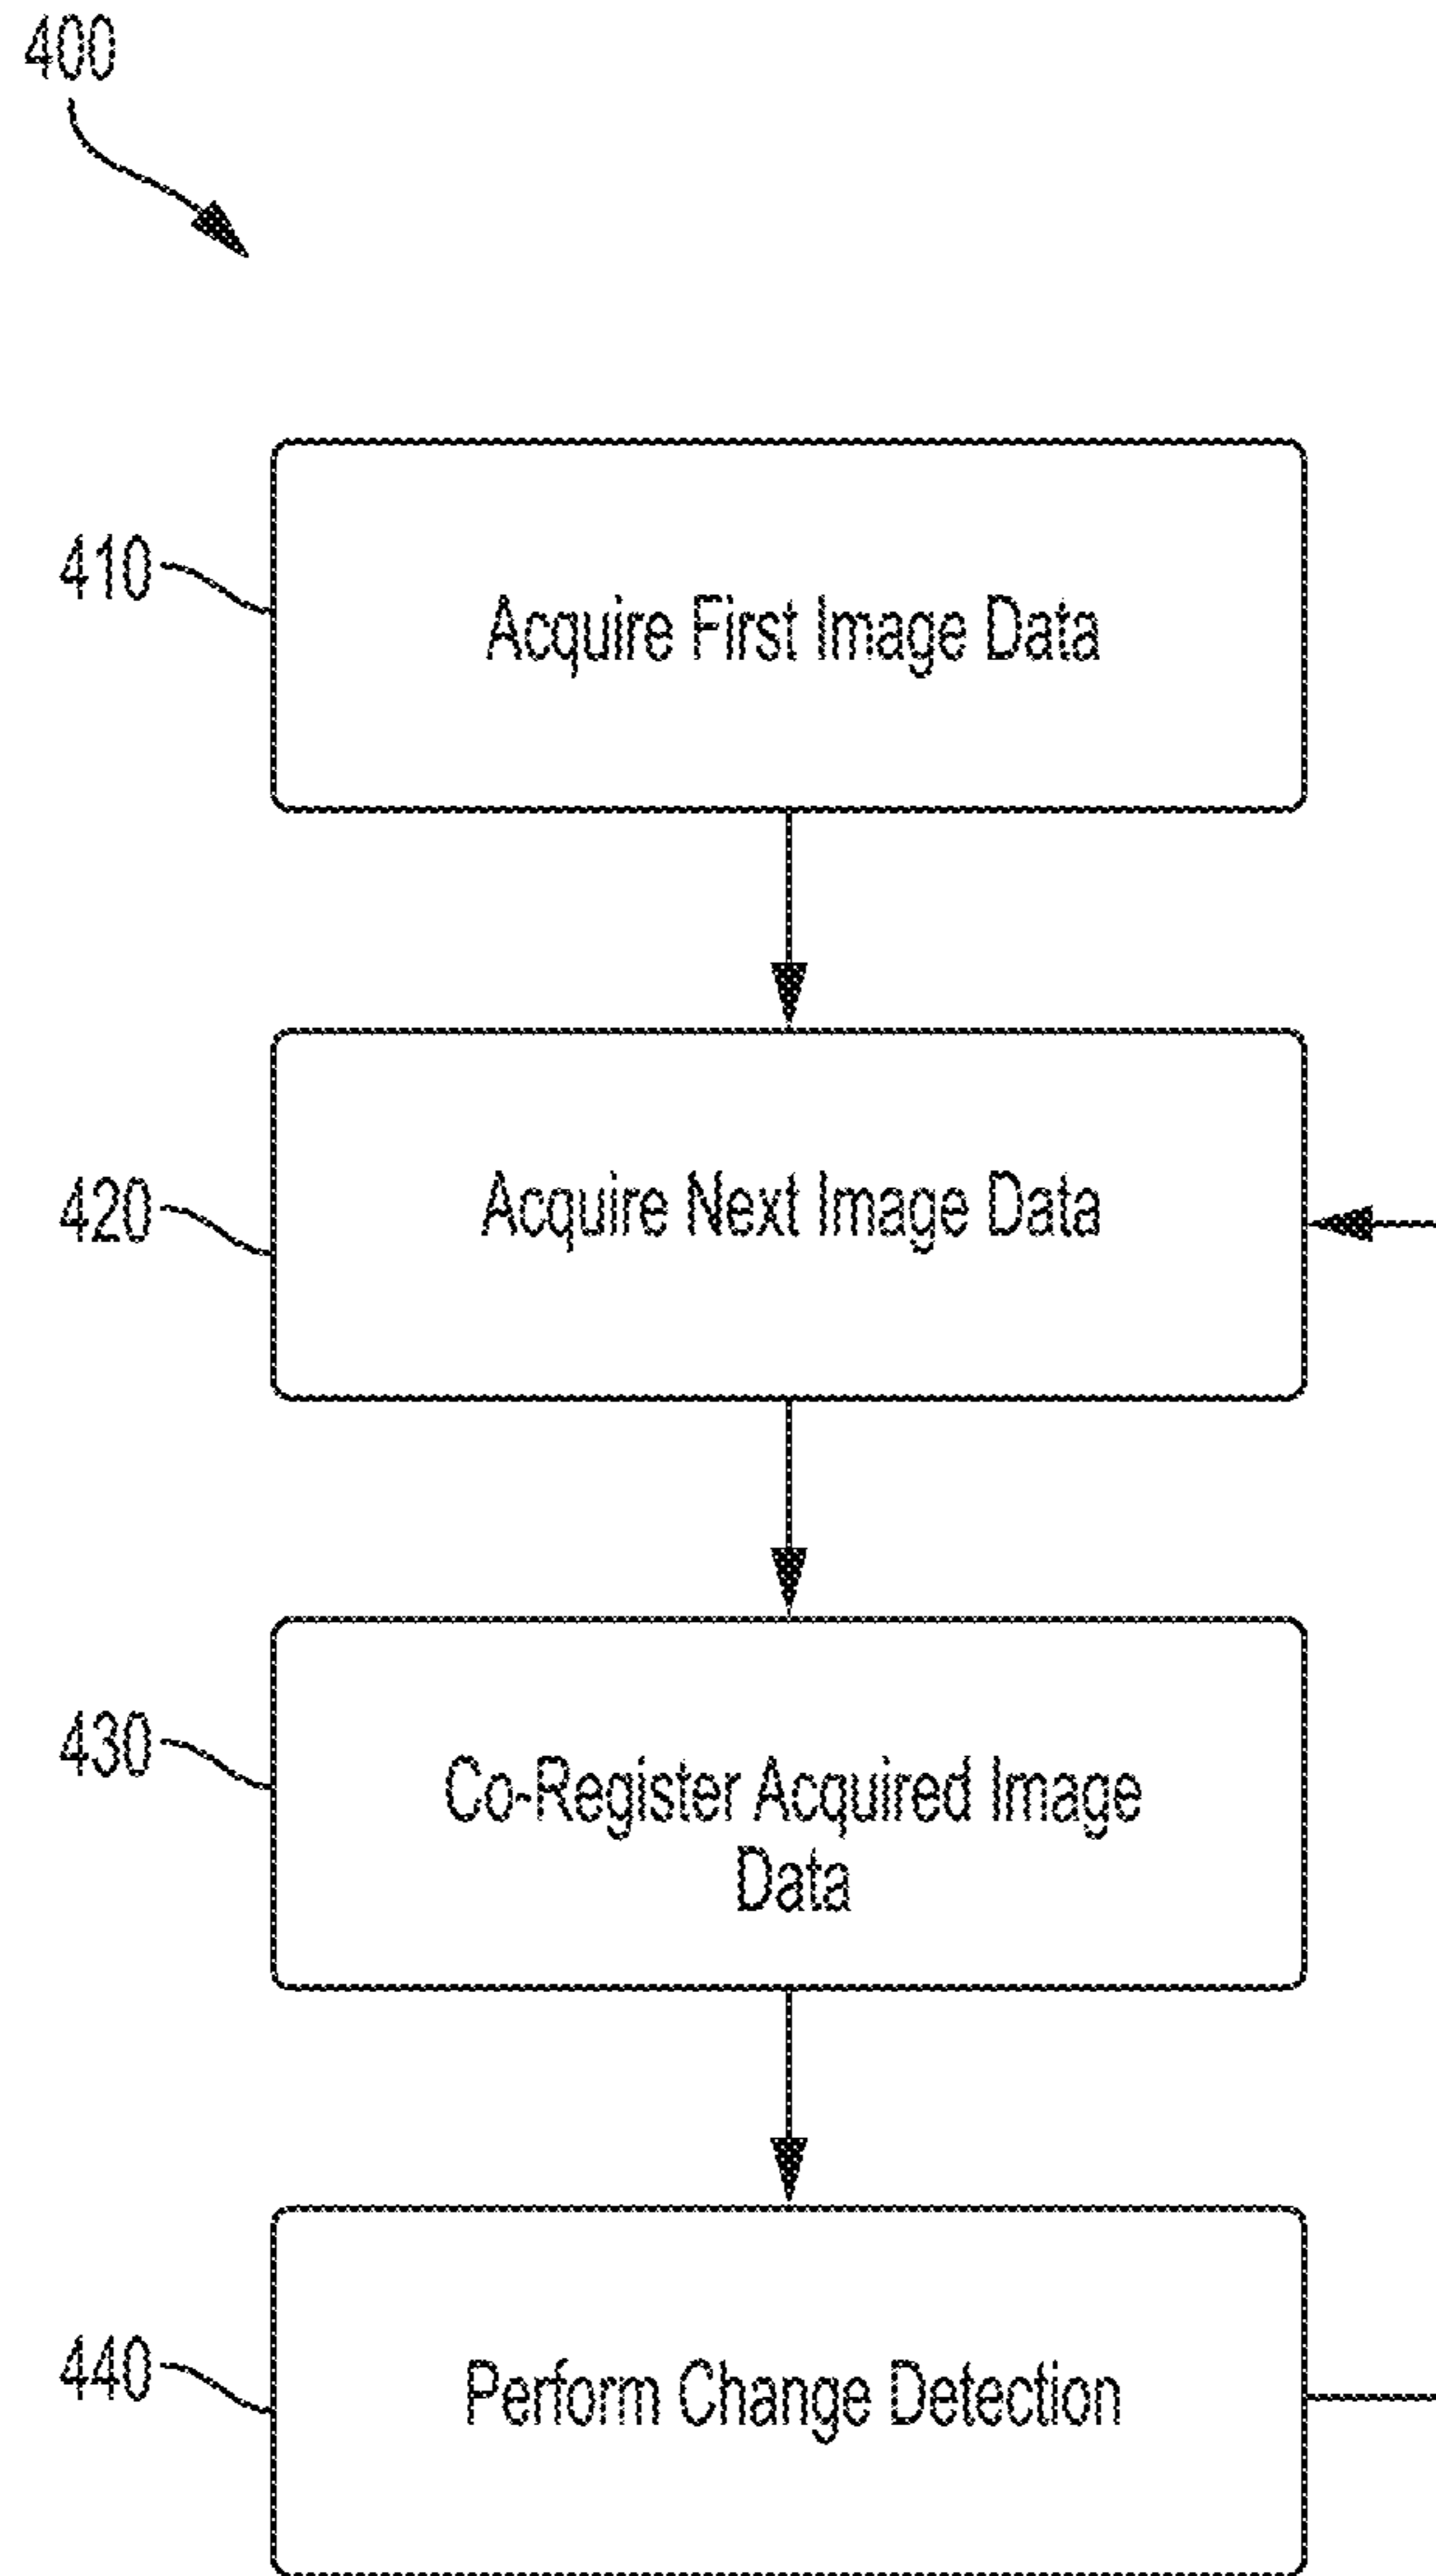 400
410
Acquire First Image Data
420
Acquire Next Image Data
430
Co-Register Acquired Image
Data
440
Perform Change Detection